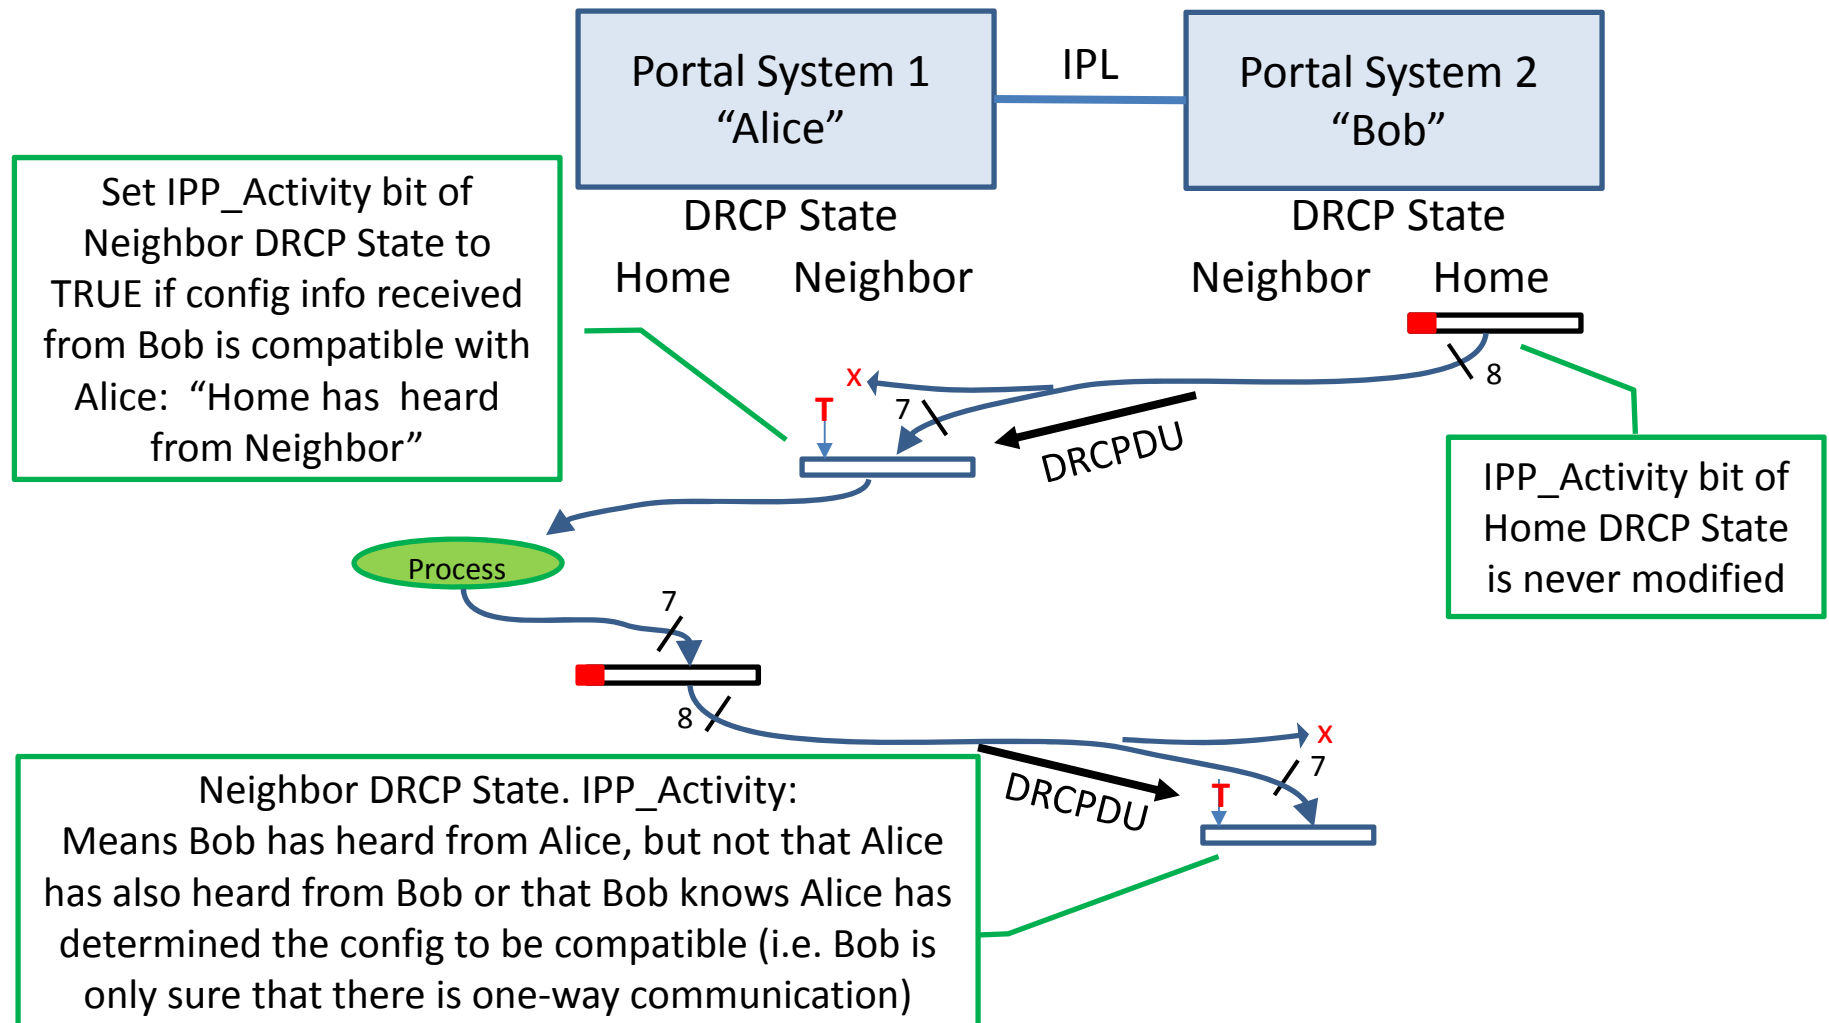 Portal System 1
“Alice”
IPL
Portal System 2
“Bob”
DRCP State
Home Neighbor
DRCP State
Neighbor Home
Set IPP_Activity bit of
Neighbor DRCP State to
TRUE if config info received
from Bob is compatible with
Alice: “Home has heard
from Neighbor”
8
x
T
7
DRCPDU
IPP_Activity bit of
Home DRCP State
is never modified
Process
7
8
x
7
T
DRCPDU
Neighbor DRCP State. IPP_Activity:
Means Bob has heard from Alice, but not that Alice
has also heard from Bob or that Bob knows Alice has
determined the config to be compatible (i.e. Bob is
only sure that there is one-way communication)